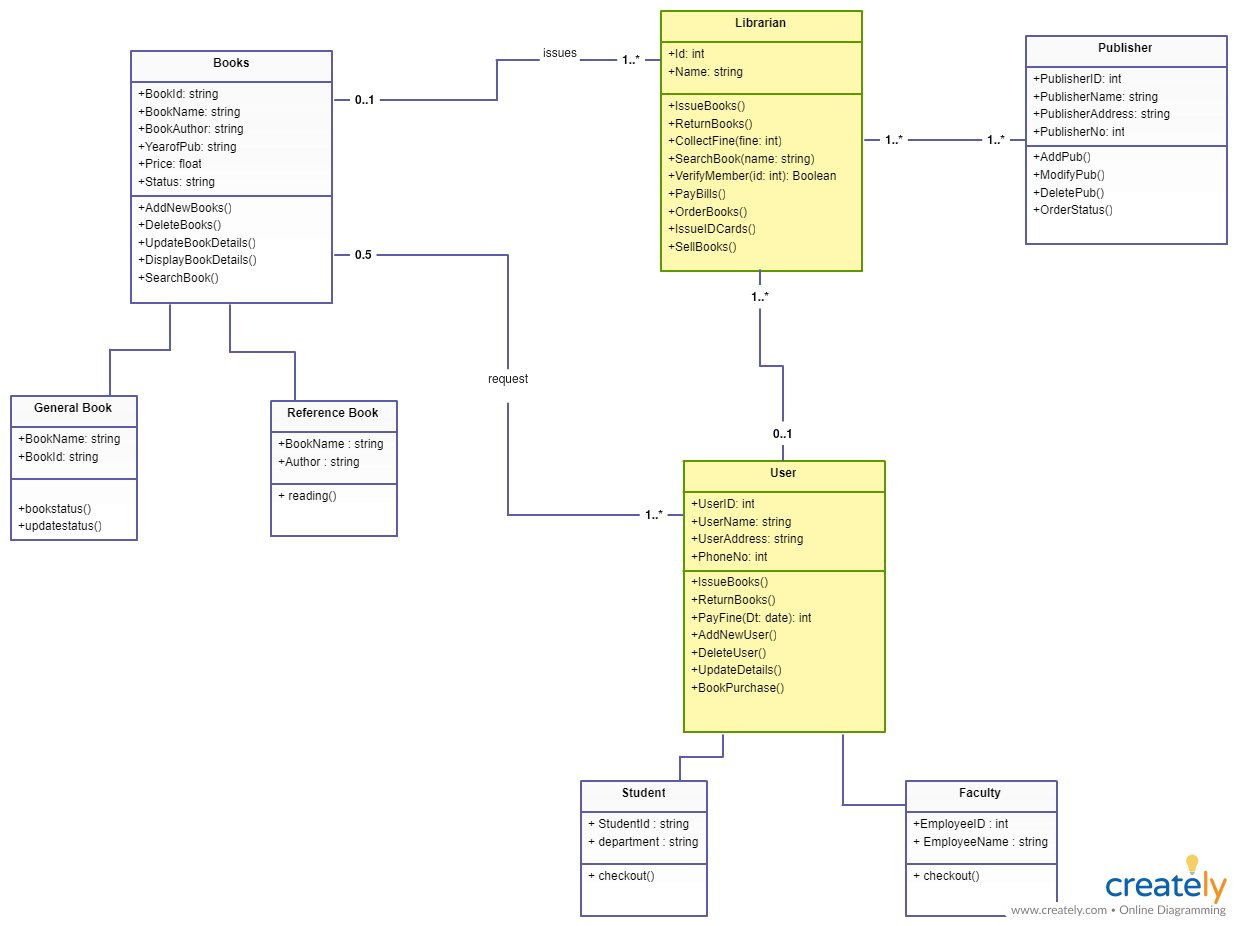 Books
+BookId: string
+BookName: string
+BookAuthor: string
+YearofPub: string
+Price: float
+Status: string
+AddNewBooks()
+DeleteBooks()
+UpdateBookDetails()
+DisplayBookDetails()
+SearchBook()
0..1
issues
1..*
Librarian
+Id: int
+Name: string
+IssueBooks()
+ReturnBooks()
+CollectFine(fine: int)
+SearchBook(name: string)
+VerifyMember(id: int): Boolean
+PayBills()
+OrderBooks()
+IssueIDCards()
+SellBooks()
1..*
1..*
Publisher
+PublisherID: int
+PublisherName: string
+PublisherAddress: string
+PublisherNo: int
+AddPub()
+ModifyPub()
+DeletePub()
+OrderStatus()
0.5
request
1..*
1..*
0..1
General Book
+BookName: string
+BookId: string
+bookstatus()
+updatestatus()
Reference Book
+BookName : string
+Author : string
+ reading()
User
+UserID: int
+UserName: string
+UserAddress: string
+PhoneNo: int
+IssueBooks()
+ReturnBooks()
+PayFine(Dt: date): int
+AddNewUser()
+DeleteUser()
+UpdateDetails()
+BookPurchase()
Student
+ StudentId : string
+ department : string
+ checkout()
Faculty
+EmployeeID : int
+ EmployeeName : string
+ checkout()
creately
www.creately.com • Online Diagramming